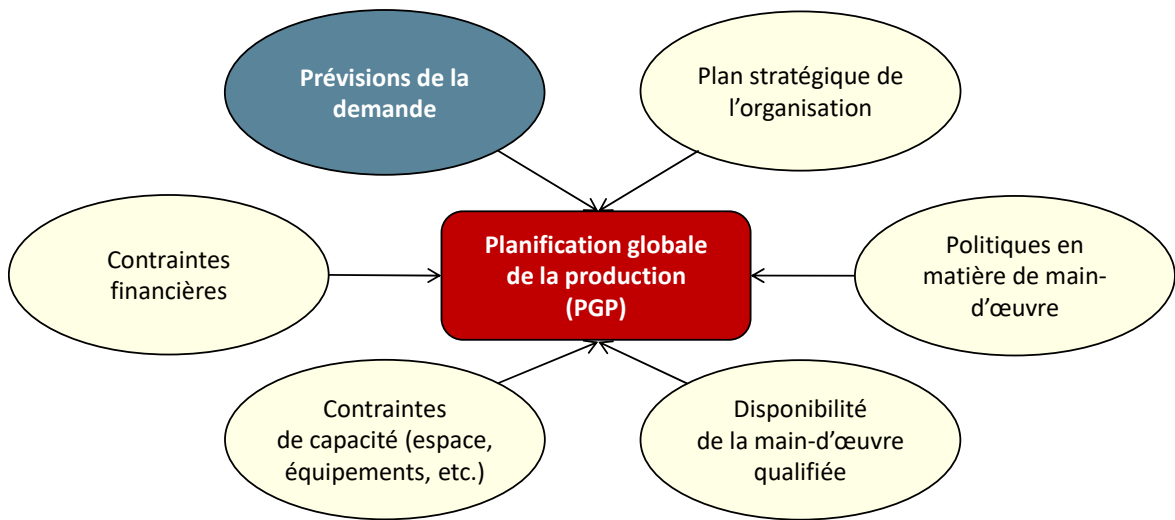 Prévisions de la
demande
Plan stratégique de
l’organisation
Contraintes
financières
Planification globale
de la production
(PGP)
Politiques en
matière de main-
d’œuvre
Contraintes
de capacité (espace,
équipements, etc.)
Disponibilité
de la main-d’œuvre
qualifiée